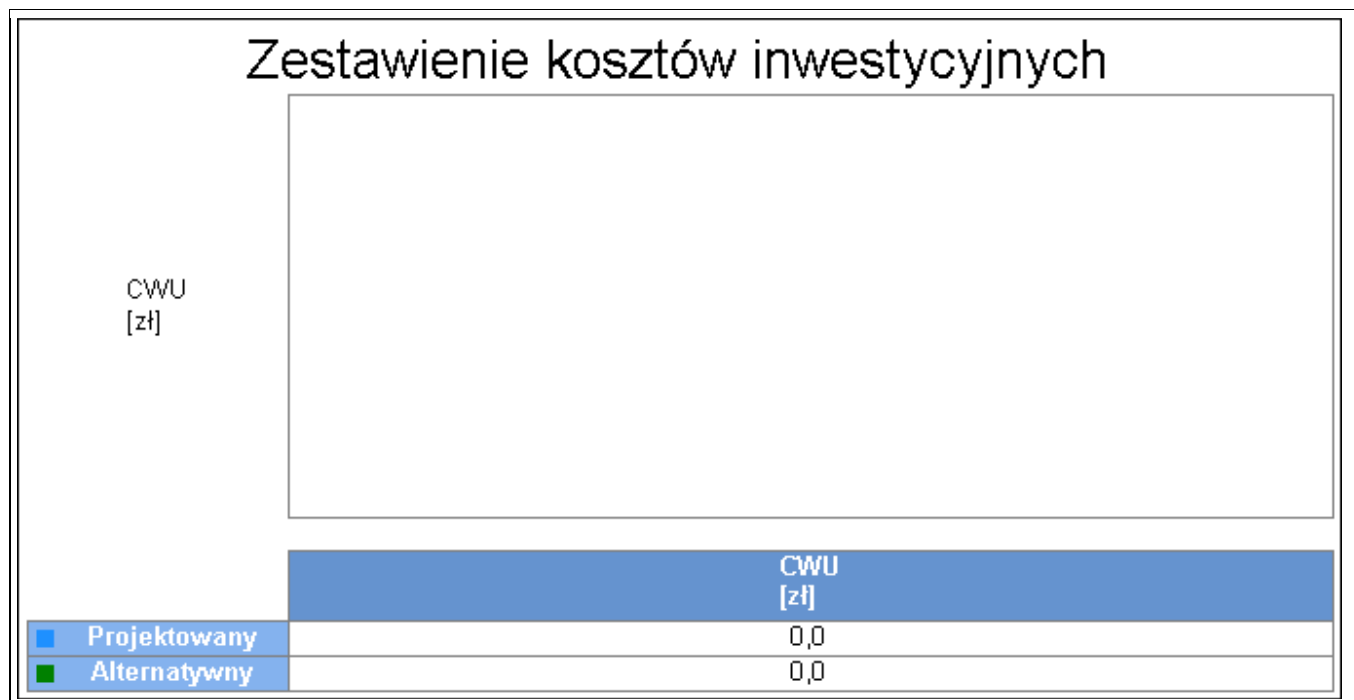 Zestawienie kosztów inwestycyjnych
CWU
[zł]
CWU
[zł]
Projektowany 0,0
Alternatywny 0,0